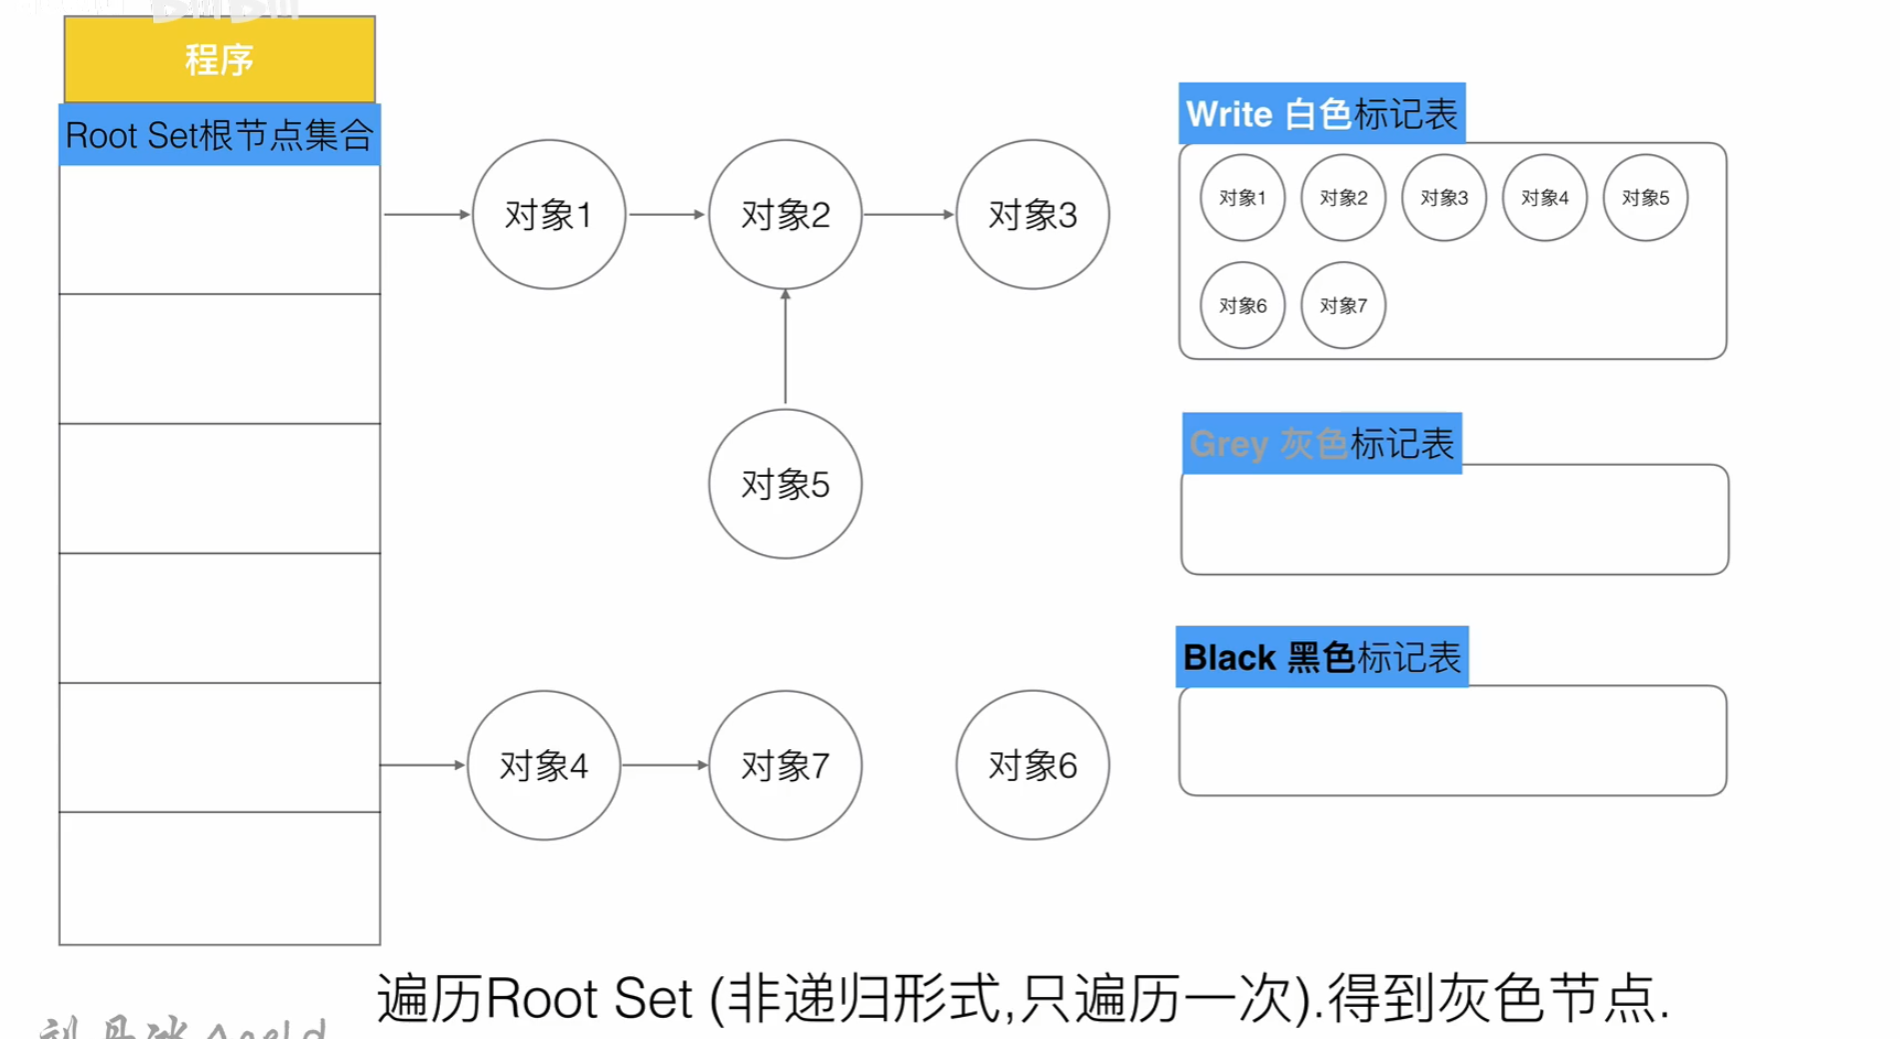 程序
Root Set根节点集合
对象1
对象2
对象3
对象5
对象4
对象7
对象6
Write 白色标记表
对象1 对象2 对象3 对象4 对象5
对象6 对象7
Grey 灰色标记表
Black 黑色标记表
遍历Root Set (非递归形式,只遍历一次).得到灰色节点.